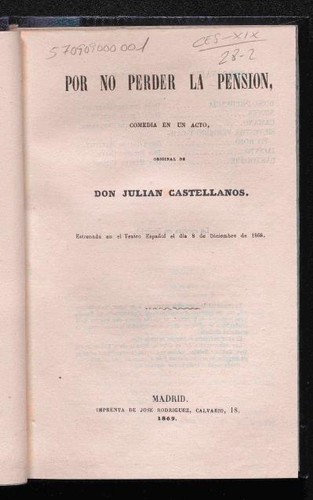 570909000001
CES-XIX
28-2
POR NO PERDER LA PENSION,
COMEDIA EN UN ACTO,
ORIGINAL DE
DON JULIAN CASTELLANOS.
Estrenada en el Teatro Español el dia 8 de Diciembre de 1868.
MADRID.
IMPRENTA DE JOSE RODRIGUEZ, CALVARIO, 18.
1869.